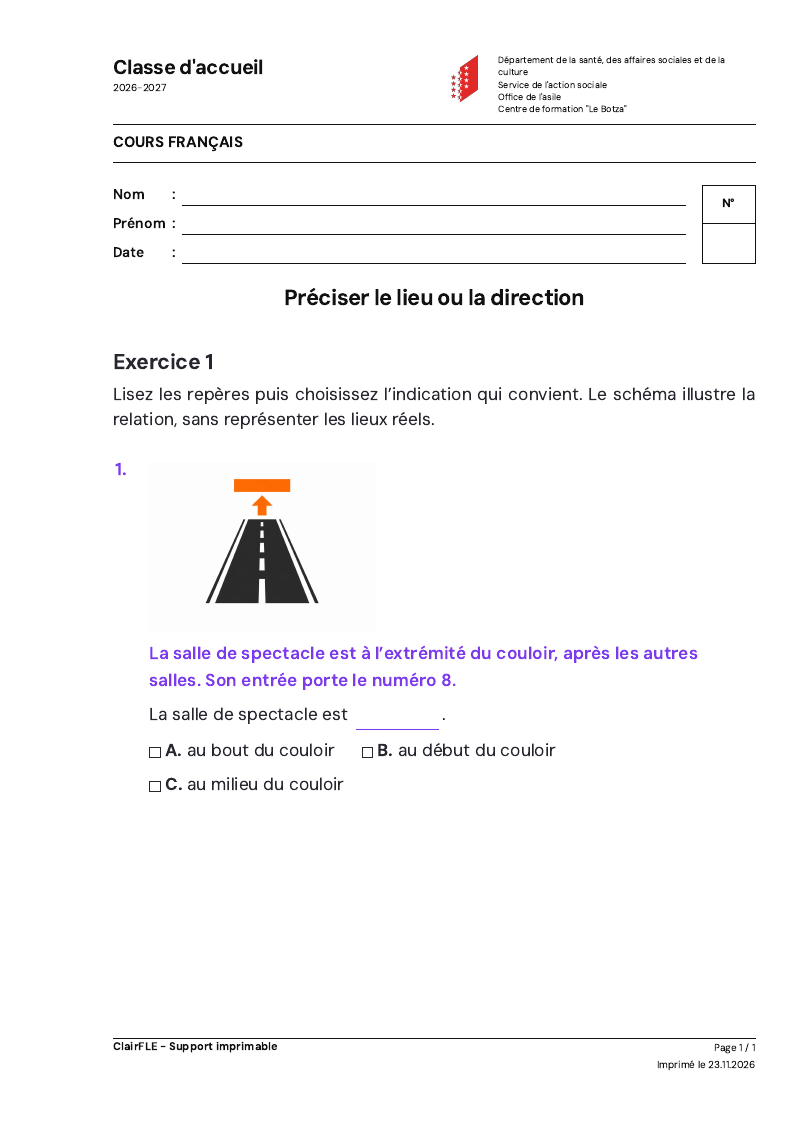 Classe d'accueil
2026-2027
Département de la santé, des affaires sociales et de la
culture
Service de l'action sociale
Office de l'asile
Centre de formation "Le Botza"
COURS FRANÇAIS
Nom :
Prénom :
Date :
N°
Préciser le lieu ou la direction
Exercice 1
Lisez les repères puis choisissez l’indication qui convient. Le schéma illustre la
relation, sans représenter les lieux réels.
1.
La salle de spectacle est à l’extrémité du couloir, après les autres
salles. Son entrée porte le numéro 8.
La salle de spectacle est ________ .
A. au bout du couloir B. au début du couloir
C. au milieu du couloir
ClairFLE - Support imprimable
Page 1 / 1
Imprimé le 23.11.2026